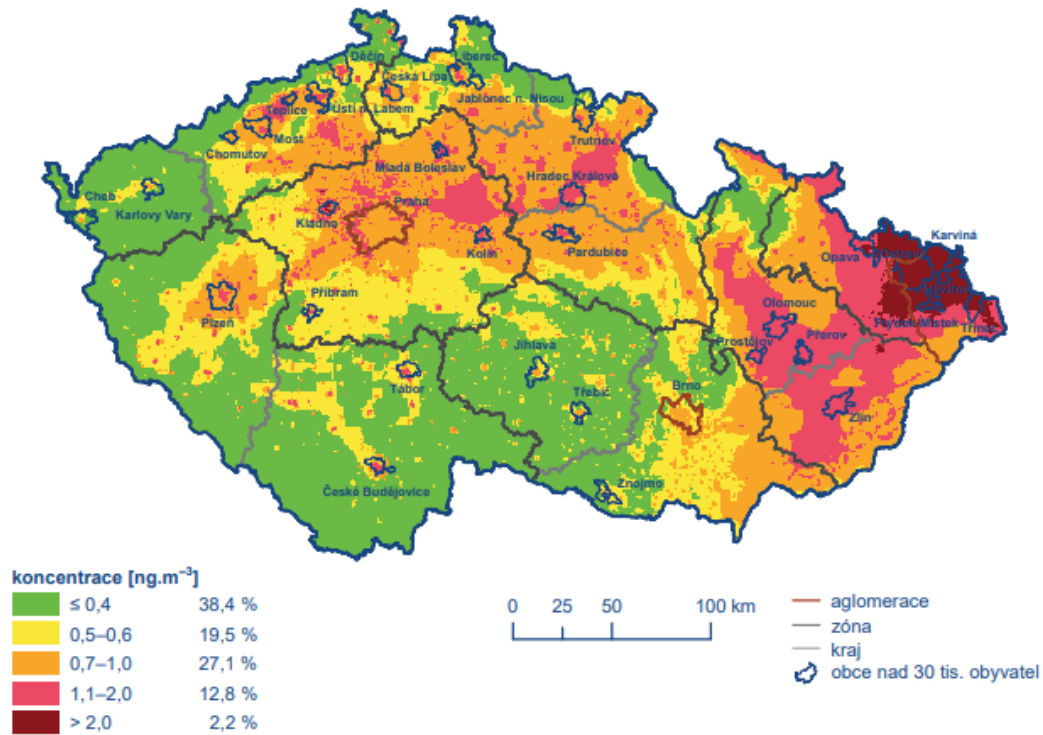 Děčín
Liberec
Česká Lípa
Jablonec n. Nisou
Teplice
Ústí n. Labem
Most
Trutnov
Chomutov
Mladá Boleslav
Hradec Králové
Cheb
Karlovy Vary
Praha
Kladno
Kolín
Pardubice
Karviná
Opava
Ostrava
Havířov
Příbram
Plzeň
Olomouc
Frýdek-Místek
Třinec
Prostějov
Přerov
Jihlava
Tábor
Třebíč
Brno
Zlín
České Budějovice
Znojmo
koncentrace [ng.m⁻³]
≤ 0,4 38,4 %
0,5–0,6 19,5 %
0,7–1,0 27,1 %
1,1–2,0 12,8 %
> 2,0 2,2 %
0 25 50 100 km
aglomerace
zóna
kraj
obce nad 30 tis. obyvatel